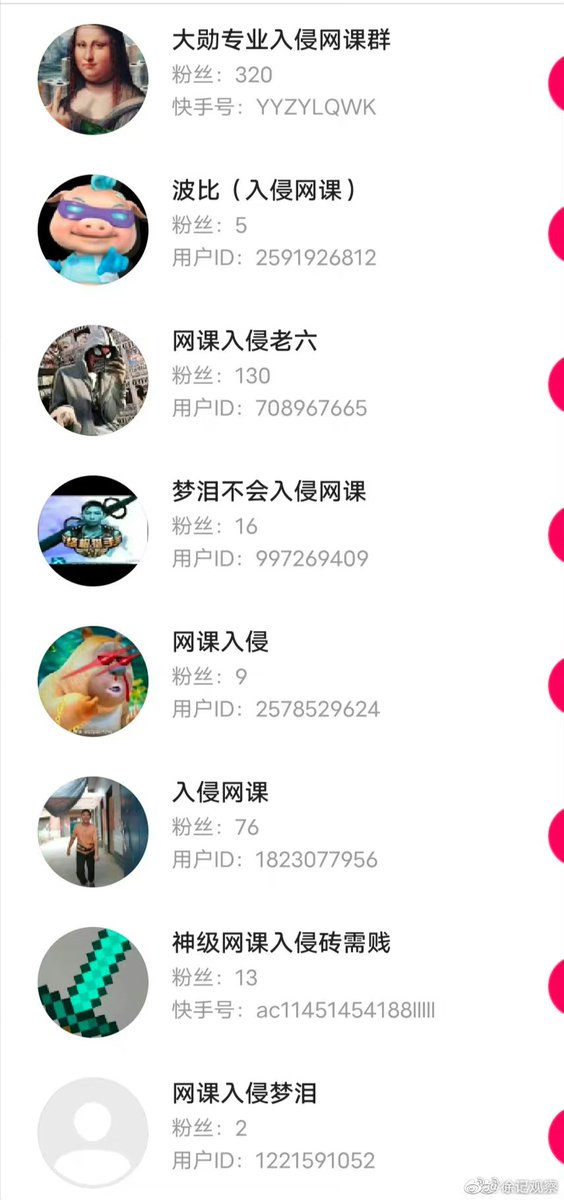 大勋专业入侵网课群
粉丝：320
快手号：YYZYLQWK
波比（入侵网课）
粉丝：5
用户ID：2591926812
网课入侵老六
粉丝：130
用户ID：708967665
梦泪不会入侵网课
粉丝：16
用户ID：997269409
网课入侵
粉丝：9
用户ID：2578529624
入侵网课
粉丝：76
用户ID：1823077956
神级网课入侵砖需贱
粉丝：13
快手号：ac11451454188lllll
网课入侵梦泪
粉丝：2
用户ID：1221591052
@徐记观察